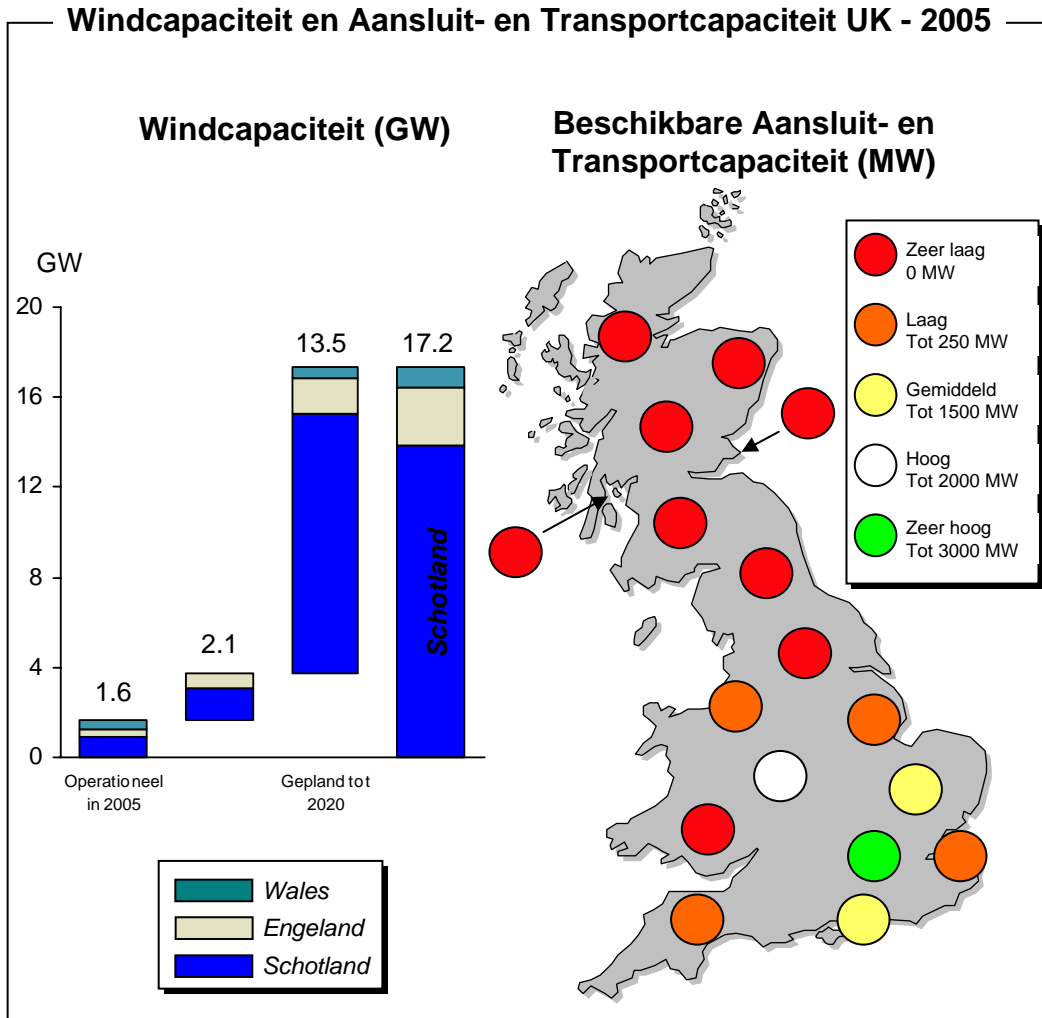 Windcapaciteit en Aansluit- en Transportcapaciteit UK - 2005
Windcapaciteit (GW)
GW
20
16
12
8
4
0
1.6
2.1
13.5
17.2
Schotland
Operationeel
in 2005
Gepland tot
2020
Wales
Engeland
Schotland
Beschikbare Aansluit- en
Transportcapaciteit (MW)
Zeer laag
0 MW
Laag
Tot 250 MW
Gemiddeld
Tot 1500 MW
Hoog
Tot 2000 MW
Zeer hoog
Tot 3000 MW